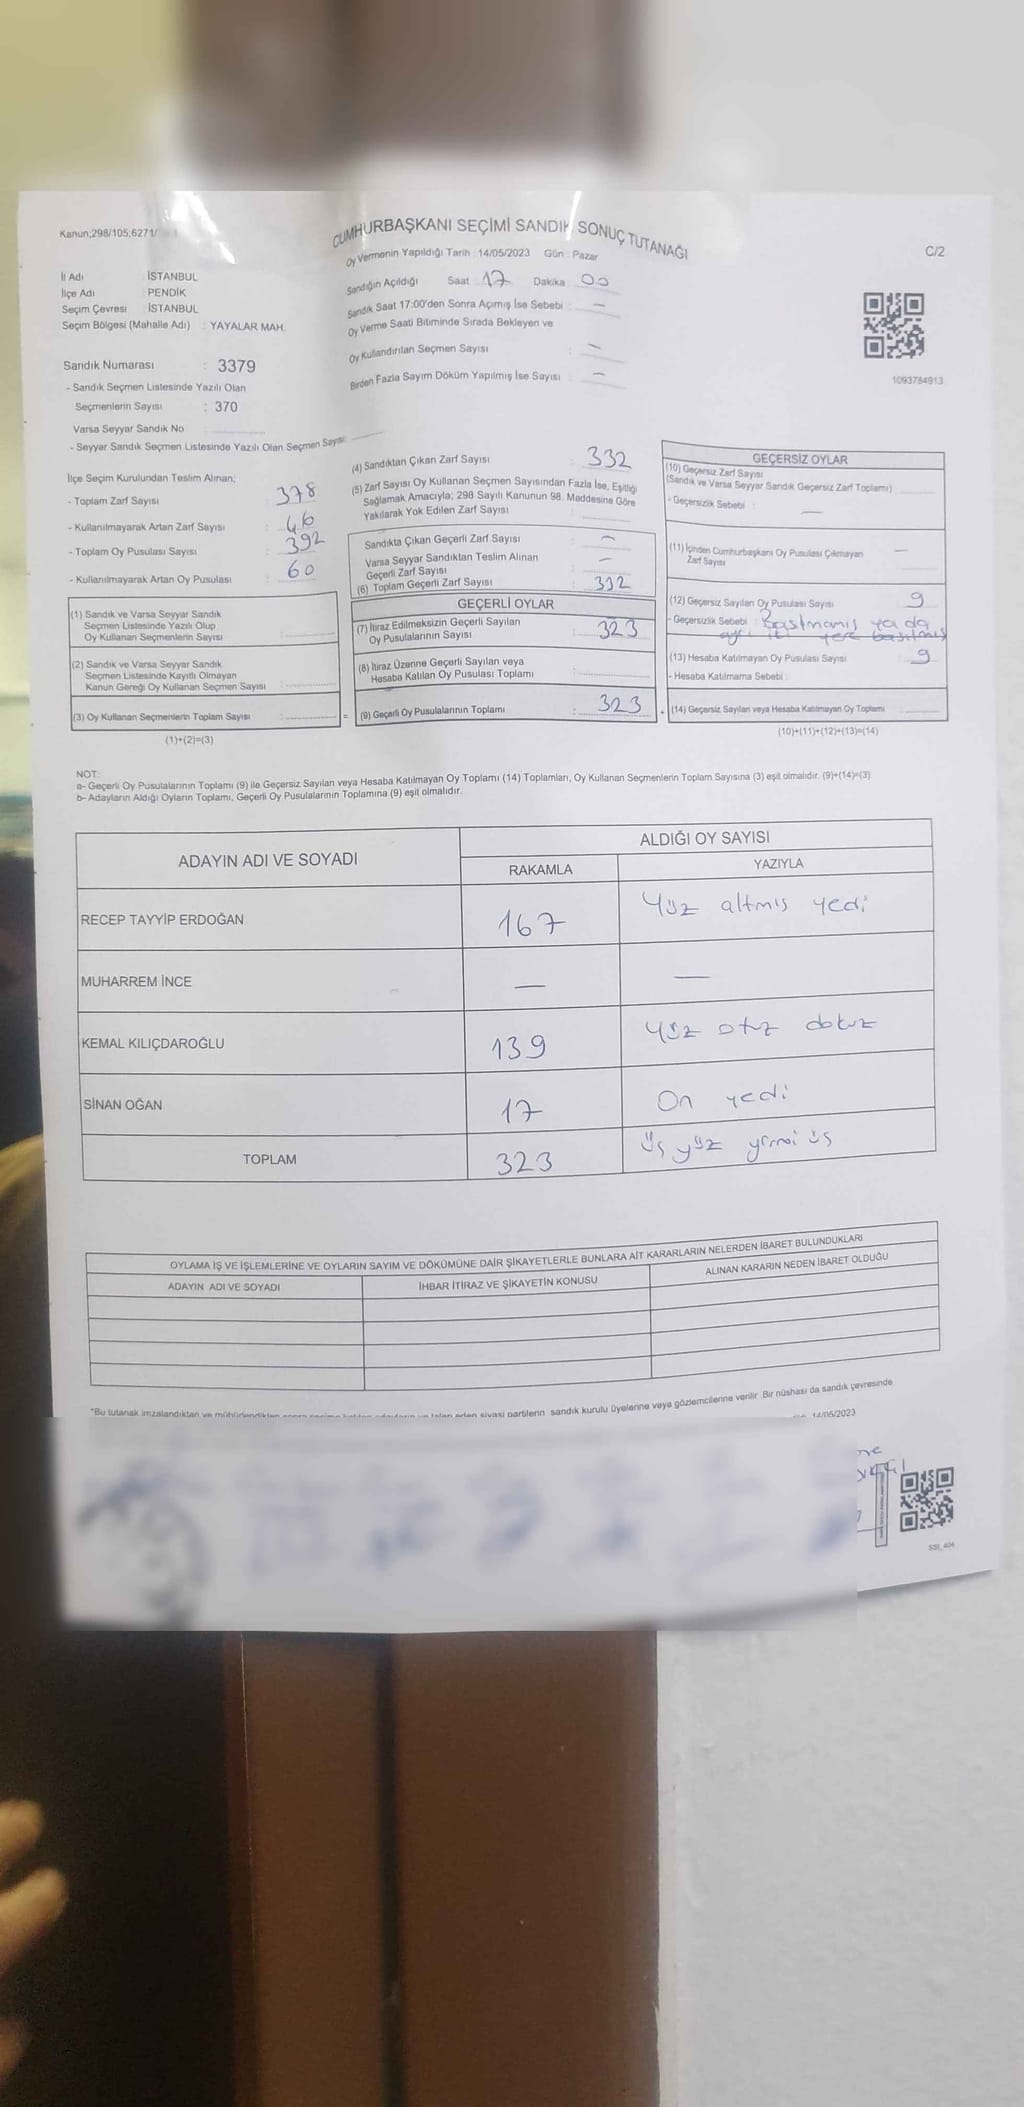 CUMHURBAŞKANI SEÇİMİ SANDIK SONUÇ TUTANAĞI
Kanun;298/105;6271/
C/2
Oy Vermenin Yapıldığı Tarih : 14/05/2023 Gün : Pazar
İl Adı İSTANBUL
İlçe Adı PENDİK
Seçim Çevresi İSTANBUL
Seçim Bölgesi (Mahalle Adı) : YAYALAR MAH.
Sandığın Açıldığı Saat 17 Dakika 00
Sandık Saat 17:00'den Sonra Açımış İse Sebebi : —
Oy Verme Saati Bitiminde Sırada Bekleyen ve
Oy Kullandırılan Seçmen Sayısı : —
Birden Fazla Sayım Döküm Yapılmış İse Sayısı : —
1093784913
Sandık Numarası : 3379
- Sandık Seçmen Listesinde Yazılı Olan
Seçmenlerin Sayısı : 370
Varsa Seyyar Sandık No
- Seyyar Sandık Seçmen Listesinde Yazılı Olan Seçmen Sayısı
İlçe Seçim Kurulundan Teslim Alınan;
- Toplam Zarf Sayısı : 378
- Kullanılmayarak Artan Zarf Sayısı : 46
- Toplam Oy Pusulası Sayısı : 392
- Kullanılmayarak Artan Oy Pusulası : 60
(4) Sandıktan Çıkan Zarf Sayısı : 332
(5) Zarf Sayısı Oy Kullanan Seçmen Sayısından Fazla İse, Eşitliği
Sağlamak Amacıyla; 298 Sayılı Kanunun 98. Maddesine Göre
Yakılarak Yok Edilen Zarf Sayısı
Sandıkta Çıkan Geçerli Zarf Sayısı : —
Varsa Seyyar Sandıktan Teslim Alınan
Geçerli Zarf Sayısı : —
(6) Toplam Geçerli Zarf Sayısı : 332
GEÇERSİZ OYLAR
(10) Geçersiz Zarf Sayısı
(Sandık ve Varsa Seyyar Sandık Geçersiz Zarf Toplamı)
- Geçersizlik Sebebi : —
(11) İçinden Cumhurbaşkanı Oy Pusulası Çıkmayan —
Zarf Sayısı
(12) Geçersiz Sayılan Oy Pusulası Sayısı 9
- Geçersizlik Sebebi : Bastmamış ya da
yere basılmış
(13) Hesaba Katılmayan Oy Pusulası Sayısı 9
- Hesaba Katılmama Sebebi :
(14) Geçersiz Sayılan veya Hesaba Katılmayan Oy Toplamı
(10)+(11)+(12)+(13)=(14)
(1) Sandık ve Varsa Seyyar Sandık
Seçmen Listesinde Yazılı Olup
Oy Kullanan Seçmenlerin Sayısı
(2) Sandık ve Varsa Seyyar Sandık
Seçmen Listesinde Kayıtlı Olmayan
Kanun Gereği Oy Kullanan Seçmen Sayısı
(3) Oy Kullanan Seçmenlerin Toplam Sayısı
(1)+(2)=(3)
GEÇERLİ OYLAR
(7) İtiraz Edilmeksizin Geçerli Sayılan
Oy Pusulalarının Sayısı : 323
(8) İtiraz Üzerine Geçerli Sayılan veya
Hesaba Katılan Oy Pusulası Toplamı
= (9) Geçerli Oy Pusulalarının Toplamı : 323 +
NOT:
a- Geçerli Oy Pusulalarının Toplamı (9) ile Geçersiz Sayılan veya Hesaba Katılmayan Oy Toplamı (14) Toplamları, Oy Kullanan Seçmenlerin Toplam Sayısına (3) eşit olmalıdır. (9)+(14)=(3)
b- Adayların Aldığı Oyların Toplamı, Geçerli Oy Pusulalarının Toplamına (9) eşit olmalıdır.
ADAYIN ADI VE SOYADI
ALDIĞI OY SAYISI
RAKAMLA YAZIYLA
RECEP TAYYİP ERDOĞAN 167 Yüz altmış yedi
MUHARREM İNCE — —
KEMAL KILIÇDAROĞLU 139 Yüz otuz dokuz
SİNAN OĞAN 17 On yedi
TOPLAM 323 üç yüz yirmi üç
OYLAMA İŞ VE İŞLEMLERİNE VE OYLARIN SAYIM VE DÖKÜMÜNE DAİR ŞİKAYETLERLE BUNLARA AİT KARARLARIN NELERDEN İBARET BULUNDUKLARI
ADAYIN ADI VE SOYADI İHBAR İTİRAZ VE ŞİKAYETİN KONUSU ALINAN KARARIN NEDEN İBARET OLDUĞU
*Bu tutanak imzalandıktan ve mühürlendikten sonra siyasi partilerin sandık kurulu üyelerine veya gözlemcilerine verilir. Bir nüshası da sandık çevresinde
14/05/2023
SSI_404